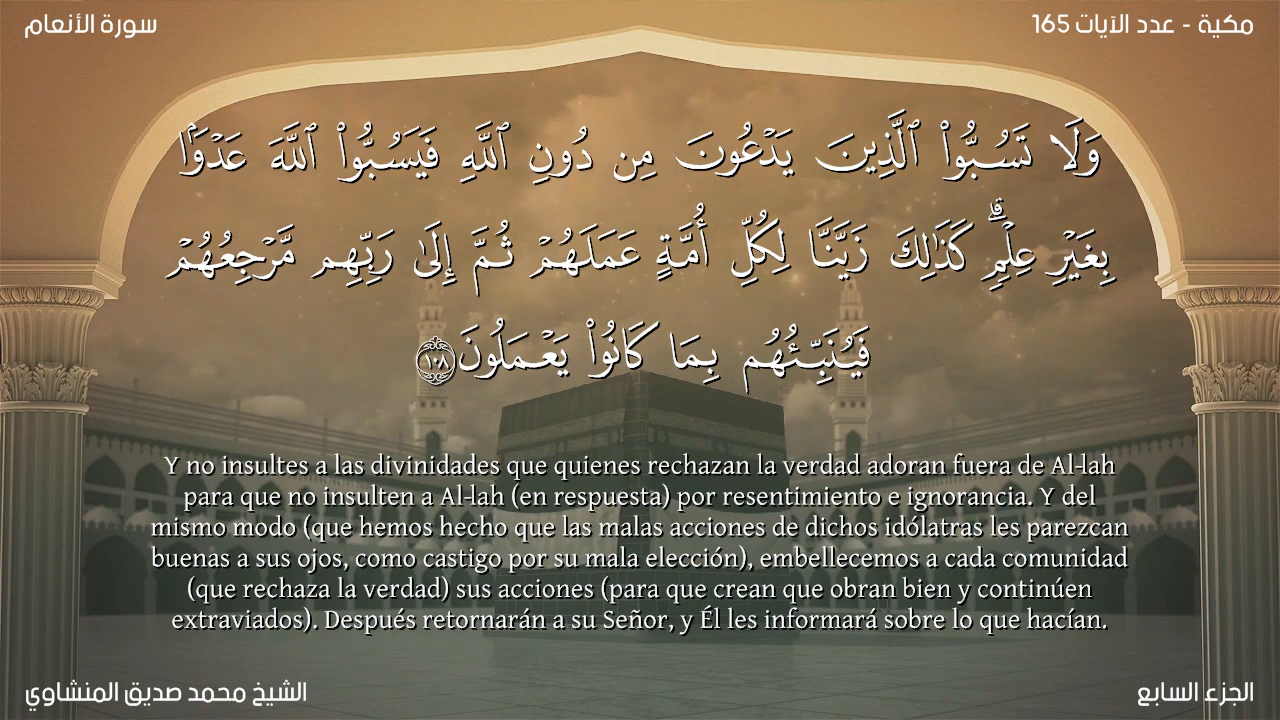 سورة الأنعام
مكية - عدد الآيات 165
وَلَا تَسُبُّوا۟ ٱلَّذِينَ يَدْعُونَ مِن دُونِ ٱللَّهِ فَيَسُبُّوا۟ ٱللَّهَ عَدْوًۢا
بِغَيْرِ عِلْمٍۢ ۗ كَذَٰلِكَ زَيَّنَّا لِكُلِّ أُمَّةٍ عَمَلَهُمْ ثُمَّ إِلَىٰ رَبِّهِم مَّرْجِعُهُمْ
فَيُنَبِّئُهُم بِمَا كَانُوا۟ يَعْمَلُونَ ١٠٨
Y no insultes a las divinidades que quienes rechazan la verdad adoran fuera de Al-lah
para que no insulten a Al-lah (en respuesta) por resentimiento e ignorancia. Y del
mismo modo (que hemos hecho que las malas acciones de dichos idólatras les parezcan
buenas a sus ojos, como castigo por su mala elección), embellecemos a cada comunidad
(que rechaza la verdad) sus acciones (para que crean que obran bien y continúen
extraviados). Después retornarán a su Señor, y Él les informará sobre lo que hacían.
الشيخ محمد صديق المنشاوي
الجزء السابع